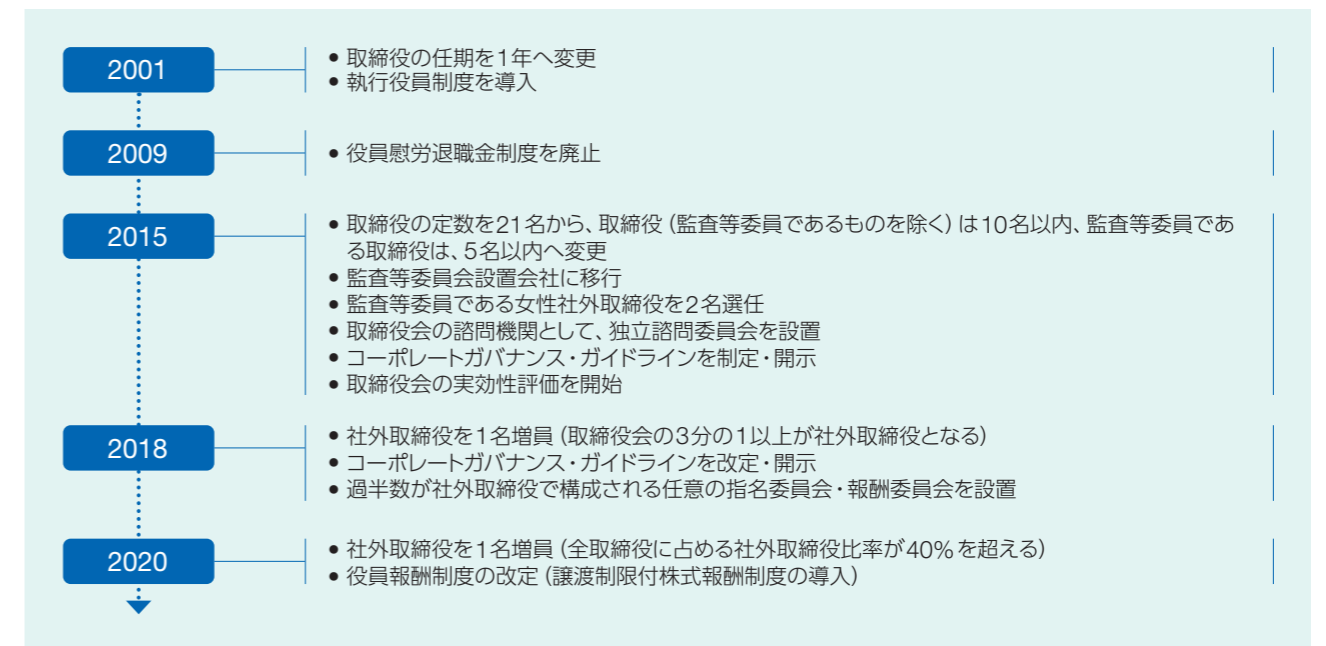 2001
• 取締役の任期を1年へ変更
• 執行役員制度を導入
2009
• 役員慰労退職金制度を廃止
2015
• 取締役の定数を21名から、取締役（監査等委員であるものを除く）は10名以内、監査等委員であ
る取締役は、5名以内へ変更
• 監査等委員会設置会社に移行
• 監査等委員である女性社外取締役を2名選任
• 取締役会の諮問機関として、独立諮問委員会を設置
• コーポレートガバナンス・ガイドラインを制定・開示
• 取締役会の実効性評価を開始
2018
• 社外取締役を1名増員（取締役会の3分の1以上が社外取締役となる）
• コーポレートガバナンス・ガイドラインを改定・開示
• 過半数が社外取締役で構成される任意の指名委員会・報酬委員会を設置
2020
• 社外取締役を1名増員（全取締役に占める社外取締役比率が40%を超える）
• 役員報酬制度の改定（譲渡制限付株式報酬制度の導入）